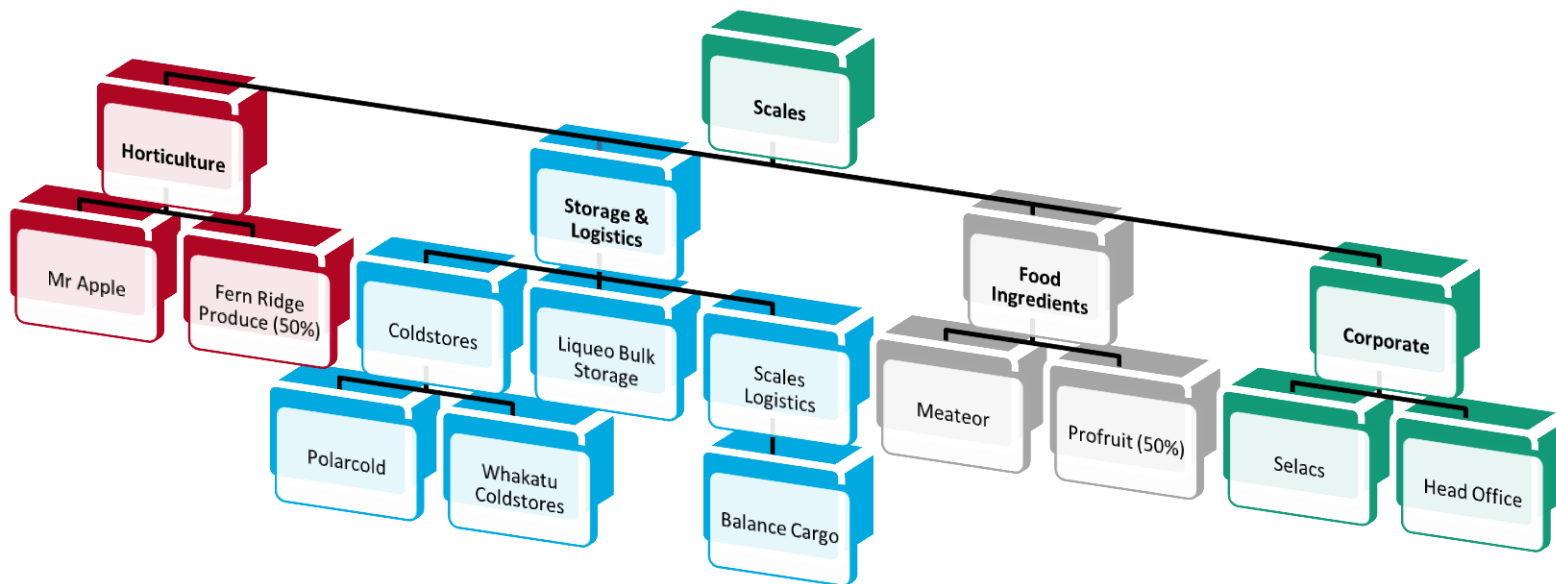 Scales
Horticulture
Storage &
Logistics
Food
Ingredients
Corporate
Mr Apple
Fern Ridge
Produce (50%)
Coldstores
Liqueo Bulk
Storage
Scales
Logistics
Meateor
Profruit (50%)
Selacs
Head Office
Polarcold
Whakatu
Coldstores
Balance Cargo